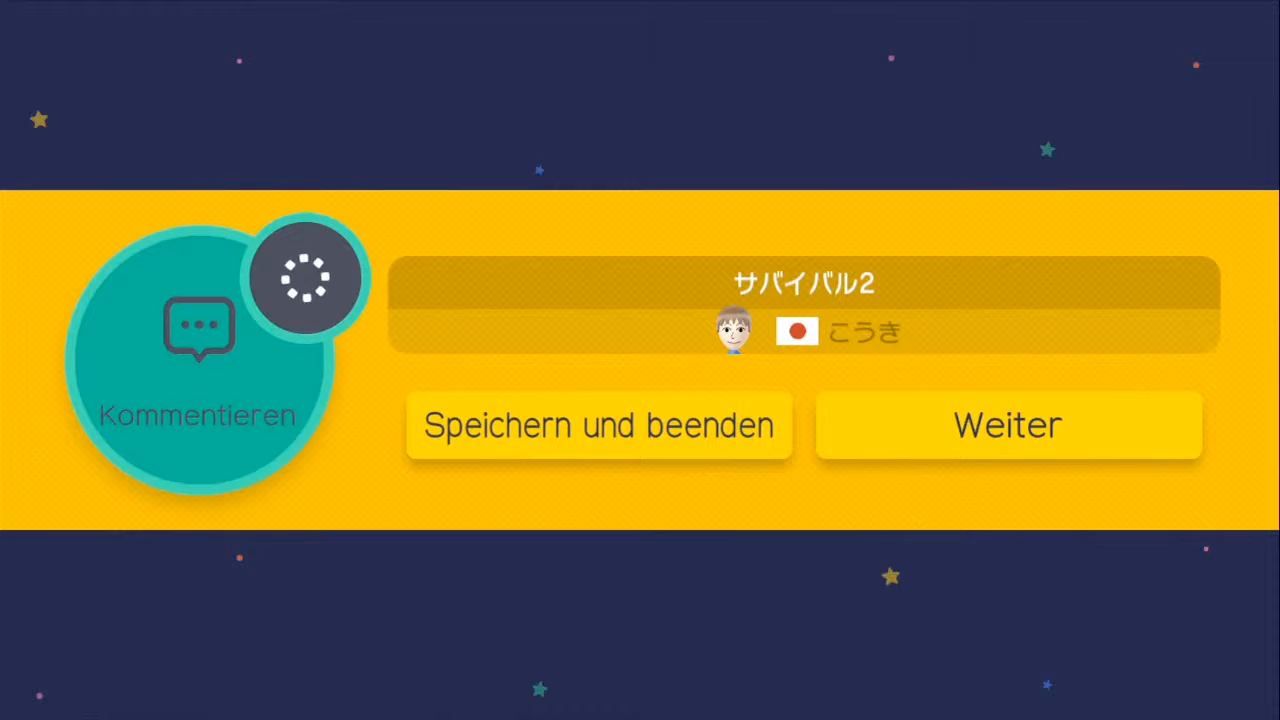 サバイバル2
こうき
Kommentieren
Speichern und beenden
Weiter